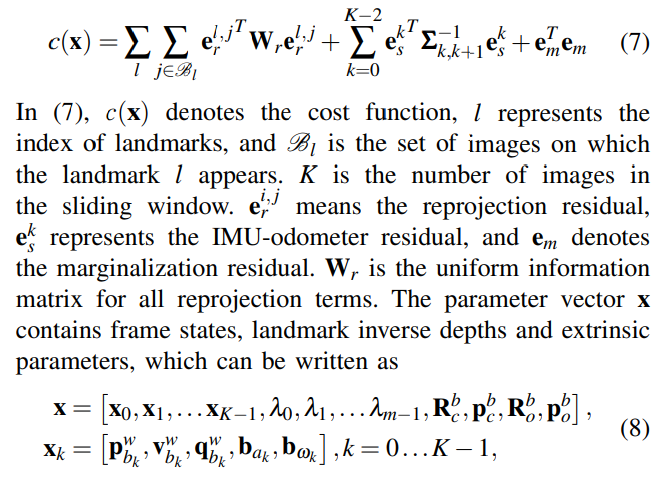 c(x) = ∑_l ∑_{j∈ℬ_l} e_r^{l,j^T} W_r e_r^{l,j} + ∑_{k=0}^{K−2} e_s^{k^T} Σ_{k,k+1}^{−1} e_s^k + e_m^T e_m (7)
In (7), c(x) denotes the cost function, l represents the
index of landmarks, and ℬ_l is the set of images on which
the landmark l appears. K is the number of images in
the sliding window. e_r^{i,j} means the reprojection residual,
e_s^k represents the IMU-odometer residual, and e_m denotes
the marginalization residual. W_r is the uniform information
matrix for all reprojection terms. The parameter vector x
contains frame states, landmark inverse depths and extrinsic
parameters, which can be written as
x = [x_0, x_1, ... x_{K−1}, λ_0, λ_1, ... λ_{m−1}, R_c^b, p_c^b, R_o^b, p_o^b],
x_k = [p_{b_k}^w, v_{b_k}^w, q_{b_k}^w, b_{a_k}, b_{ω_k}], k = 0...K − 1, (8)